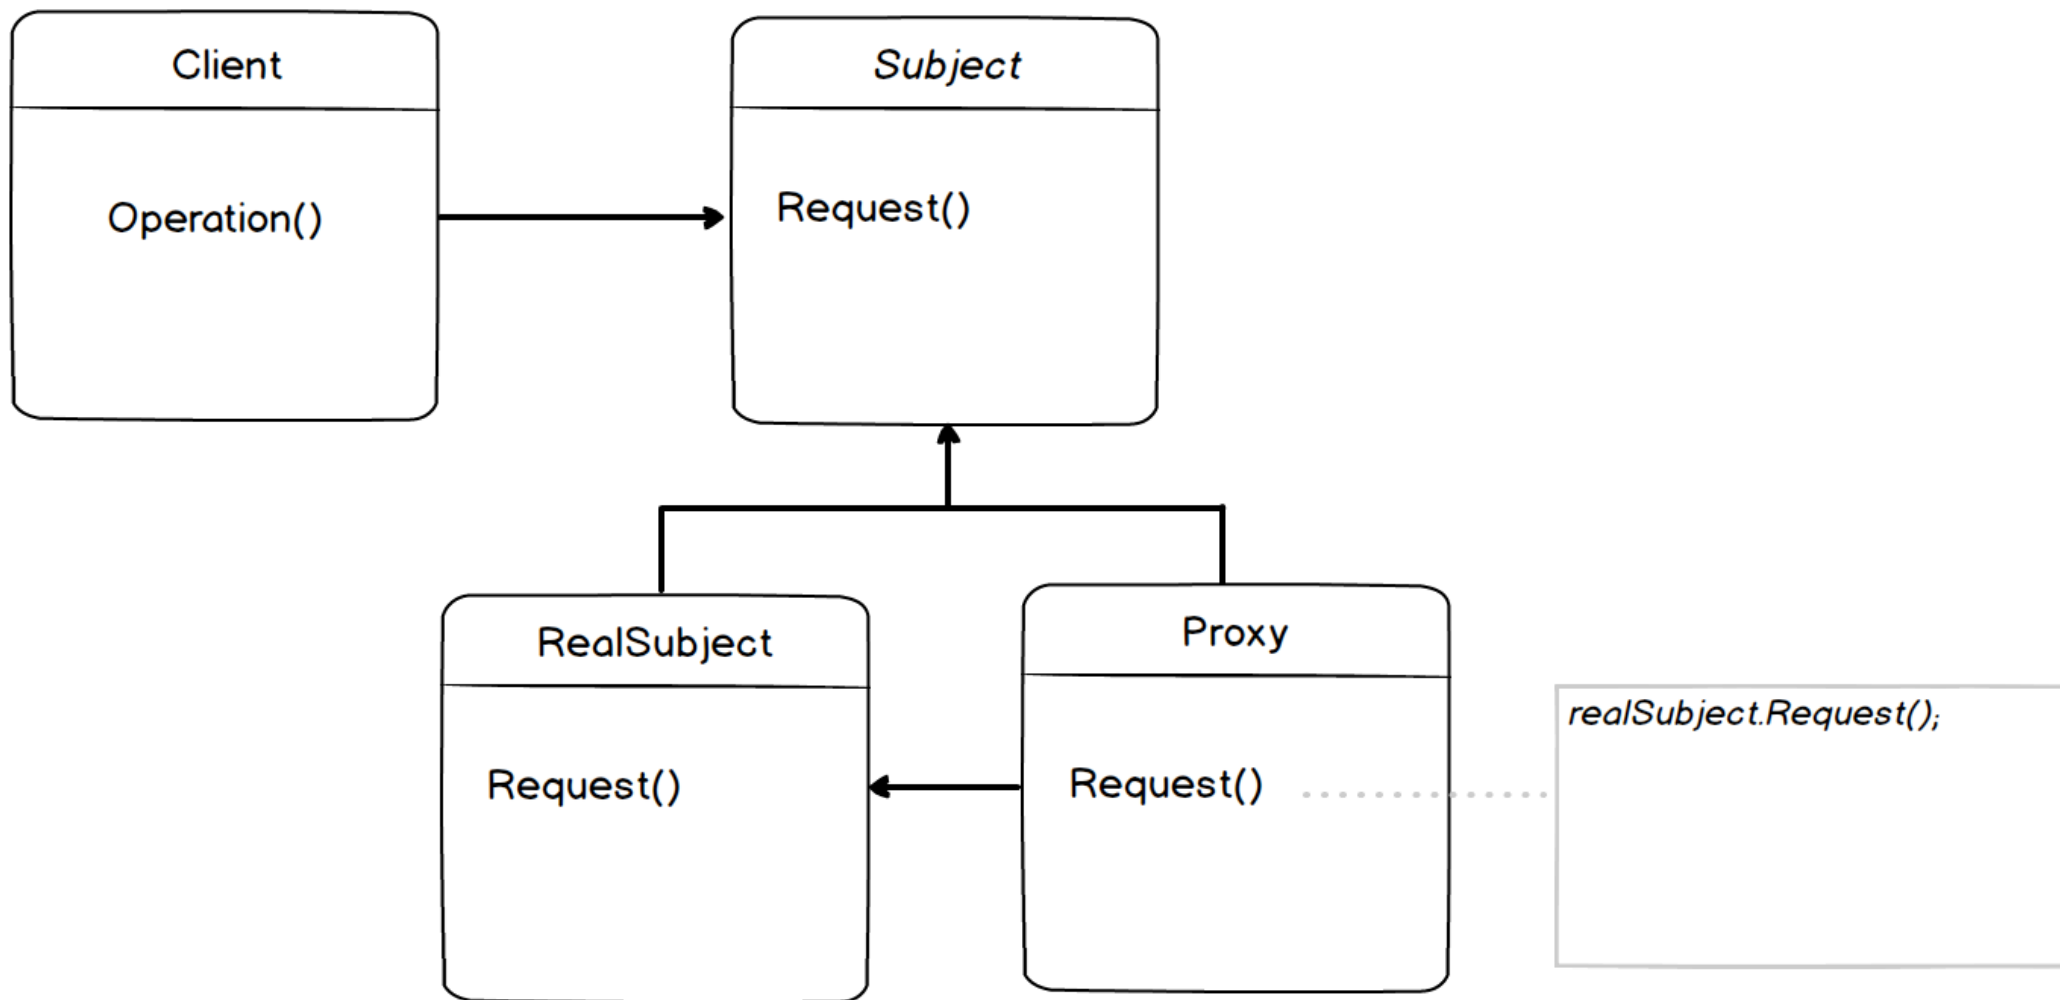 Client
Operation()
Subject
Request()
RealSubject
Request()
Proxy
Request()
realSubject.Request();